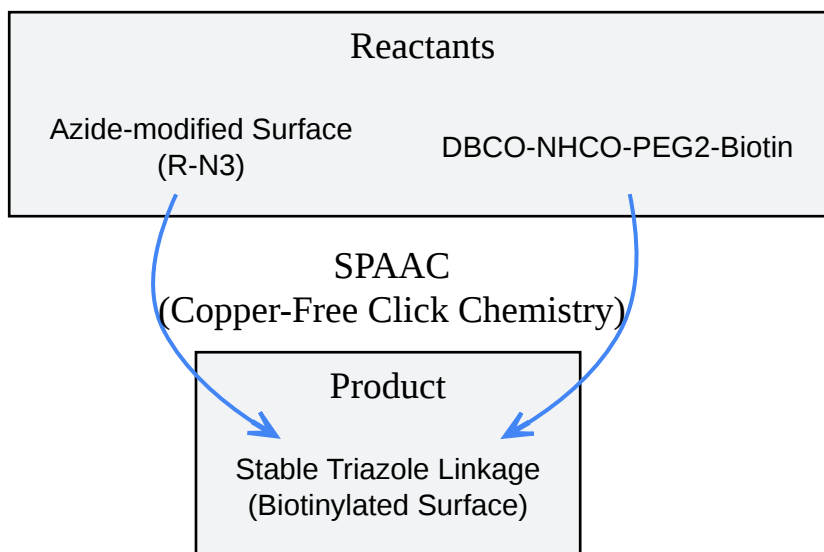 Reactants
Azide-modified Surface
(R-N3)
DBCO-NHCO-PEG2-Biotin
SPAAC
(Copper-Free Click Chemistry)
Product
Stable Triazole Linkage
(Biotinylated Surface)